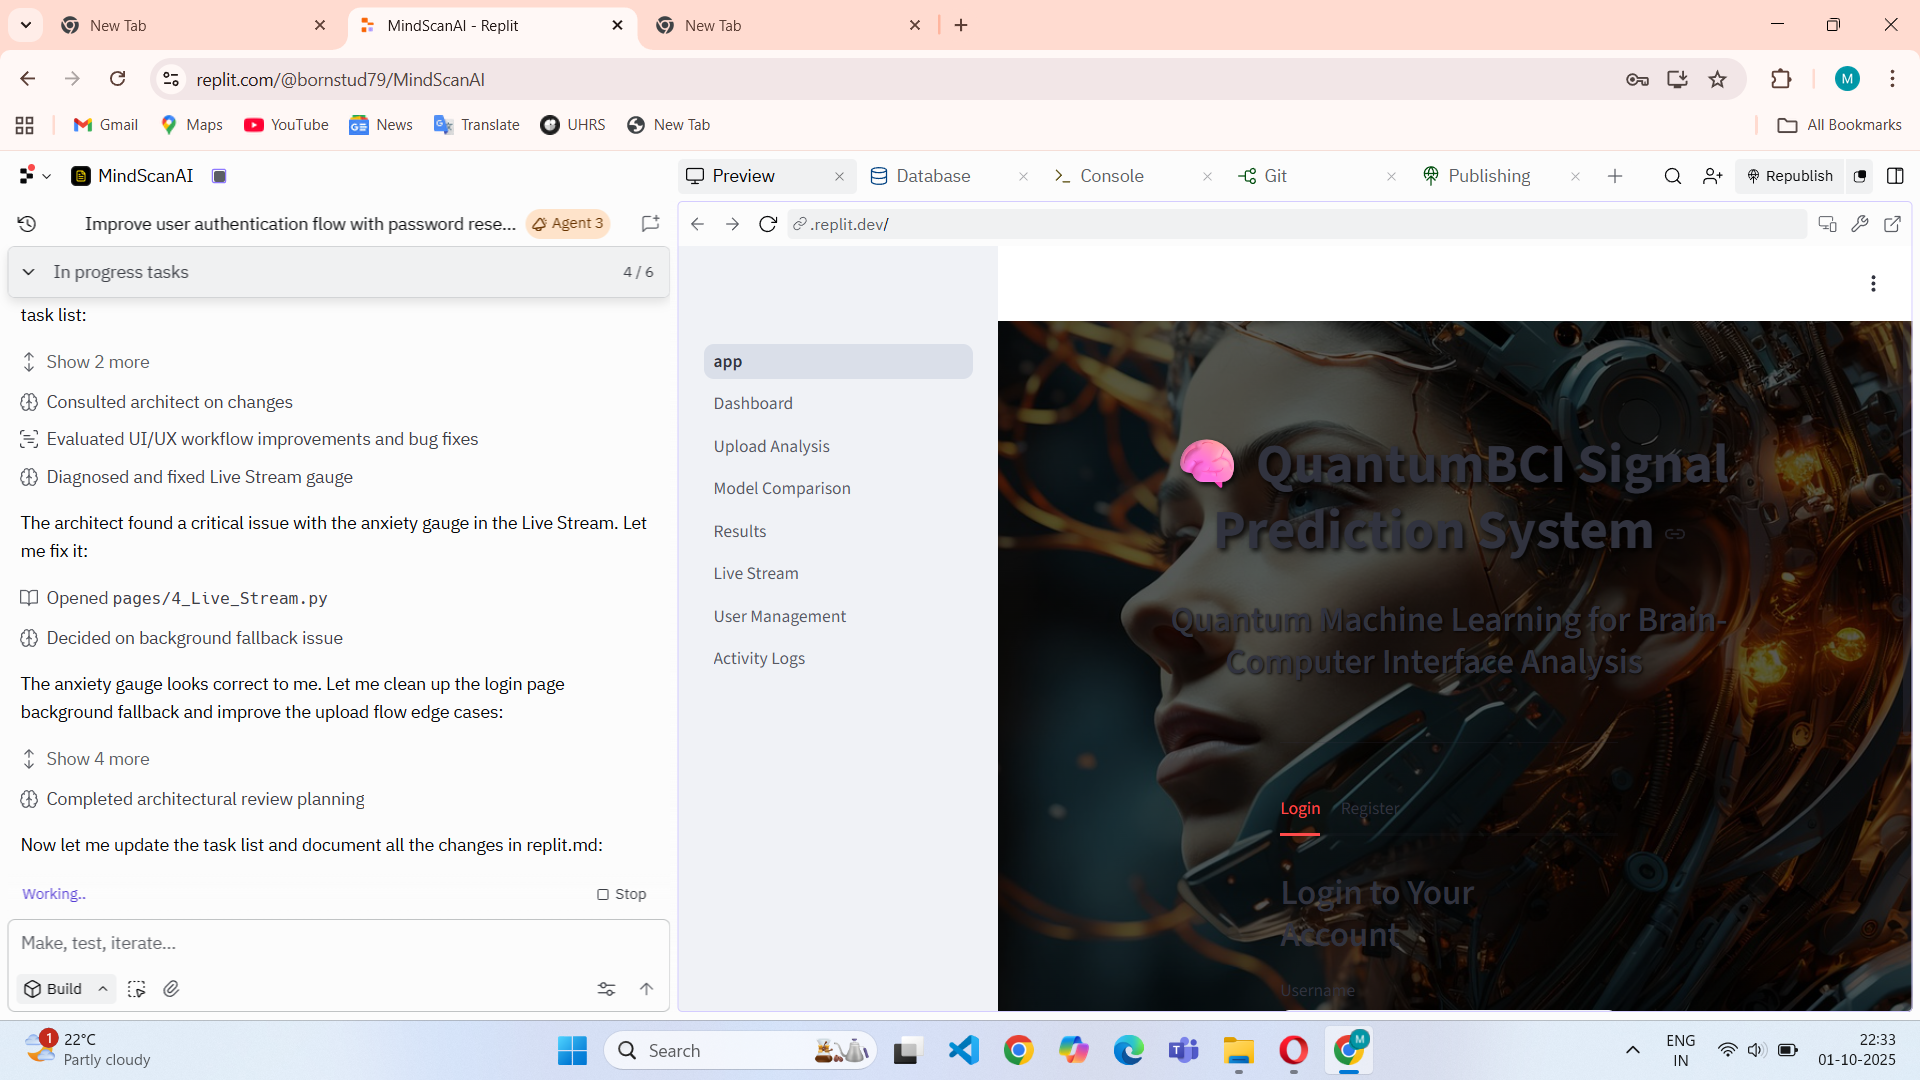 New Tab
MindScanAI - Replit
New Tab
replit.com/@bornstud79/MindScanAI
M
Gmail
Maps
YouTube
News
Translate
UHRS
New Tab
All Bookmarks
MindScanAI
Preview
Database
Console
Git
Publishing
Republish
Improve user authentication flow with password rese...
Agent 3
.replit.dev/
In progress tasks
4 / 6
task list:
Show 2 more
Consulted architect on changes
Evaluated UI/UX workflow improvements and bug fixes
Diagnosed and fixed Live Stream gauge
The architect found a critical issue with the anxiety gauge in the Live Stream. Let
me fix it:
Opened pages/4_Live_Stream.py
Decided on background fallback issue
The anxiety gauge looks correct to me. Let me clean up the login page
background fallback and improve the upload flow edge cases:
Show 4 more
Completed architectural review planning
Now let me update the task list and document all the changes in replit.md:
Working..
Stop
Make, test, iterate...
Build
app
Dashboard
Upload Analysis
Model Comparison
Results
Live Stream
User Management
Activity Logs
QuantumBCI Signal
Prediction System
Quantum Machine Learning for Brain-
Computer Interface Analysis
Login
Register
Login to Your
Account
Username
1
22°C
Partly cloudy
Search
M
ENG
IN
22:33
01-10-2025